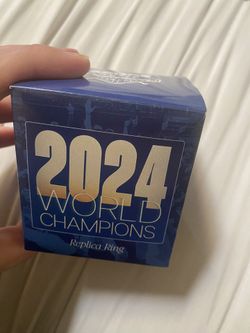 2024
WORLD
CHAMPIONS
Replica Ring